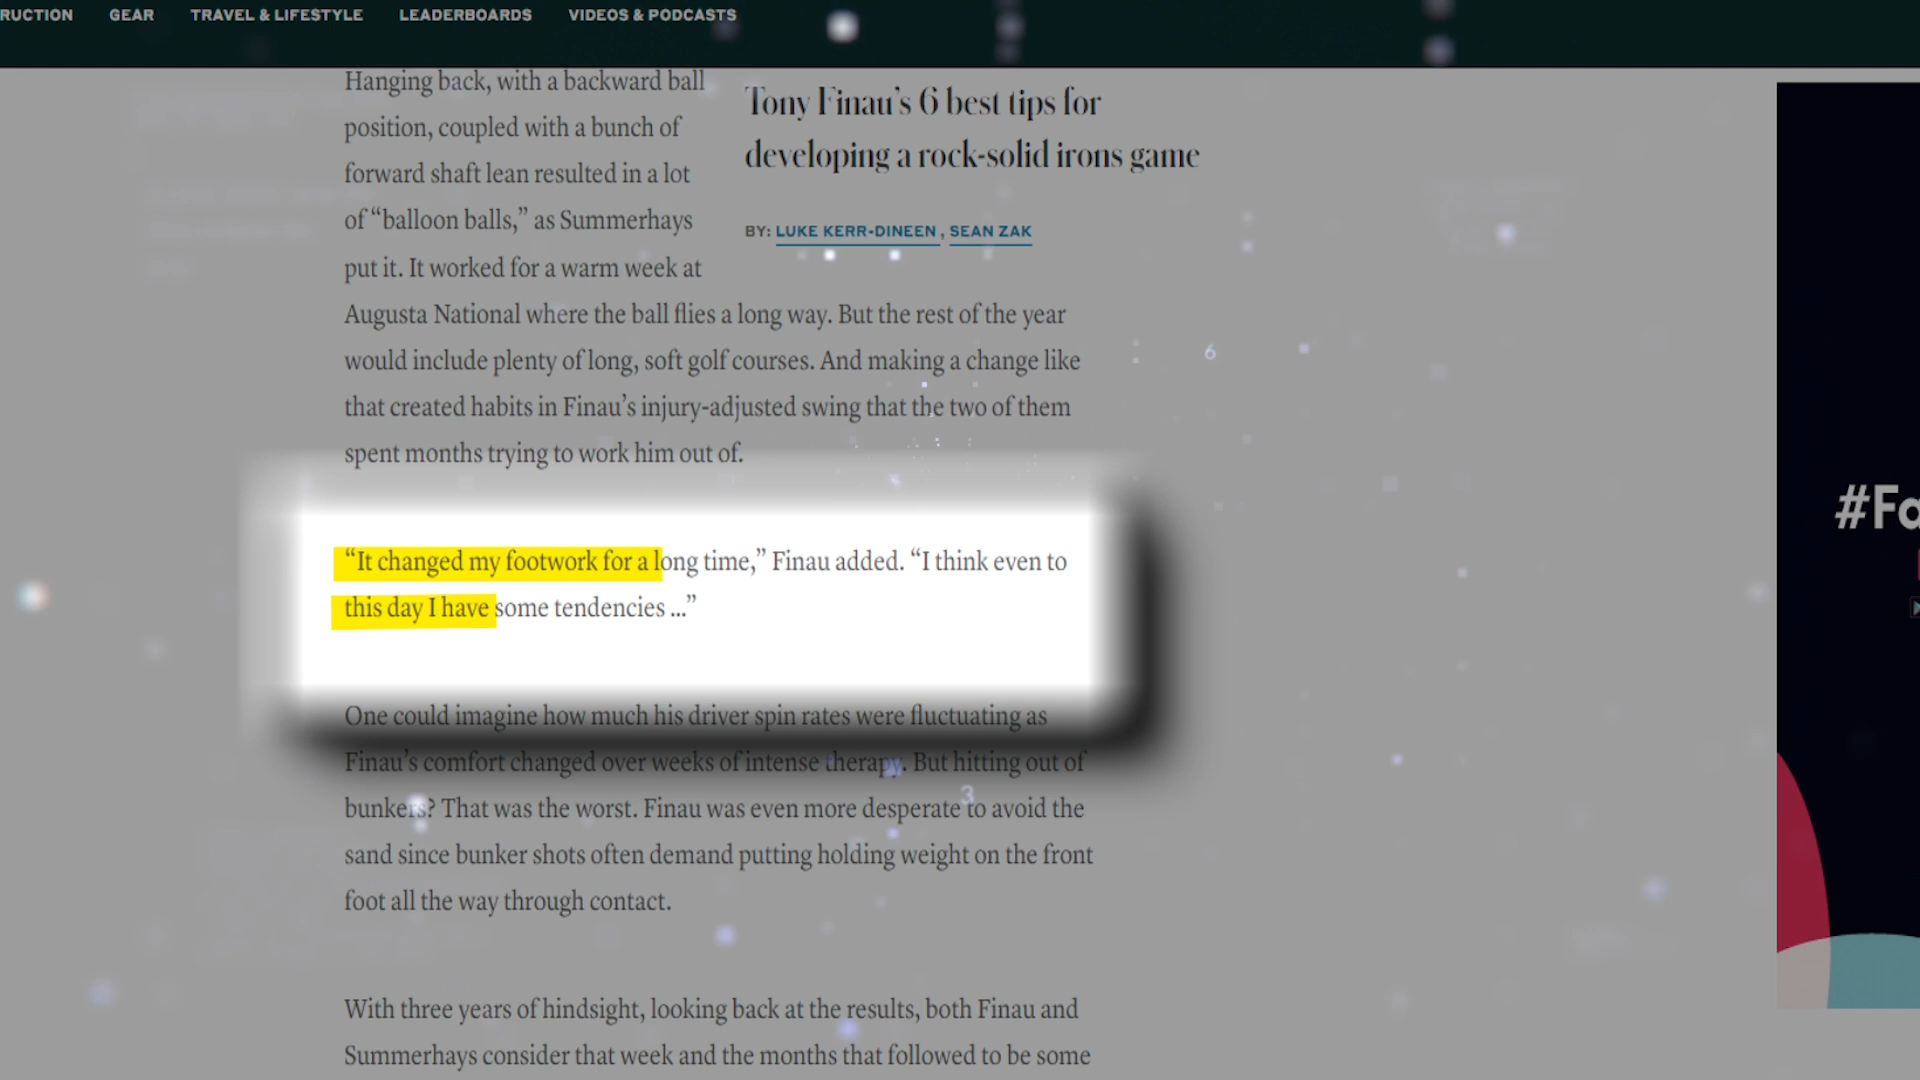 RUCTION GEAR TRAVEL & LIFESTYLE LEADERBOARDS VIDEOS & PODCASTS
Hanging back, with a backward ball
position, coupled with a bunch of
forward shaft lean resulted in a lot
of “balloon balls,” as Summerhays
put it. It worked for a warm week at
Augusta National where the ball flies a long way. But the rest of the year
would include plenty of long, soft golf courses. And making a change like
that created habits in Finau’s injury-adjusted swing that the two of them
spent months trying to work him out of.
Tony Finau’s 6 best tips for
developing a rock-solid irons game
BY: LUKE KERR-DINEEN , SEAN ZAK
“It changed my footwork for a long time,” Finau added. “I think even to
this day I have some tendencies ...”
One could imagine how much his driver spin rates were fluctuating as
Finau’s comfort changed over weeks of intense therapy. But hitting out of
bunkers? That was the worst. Finau was even more desperate to avoid the
sand since bunker shots often demand putting holding weight on the front
foot all the way through contact.
With three years of hindsight, looking back at the results, both Finau and
Summerhays consider that week and the months that followed to be some
#Fo
6
3